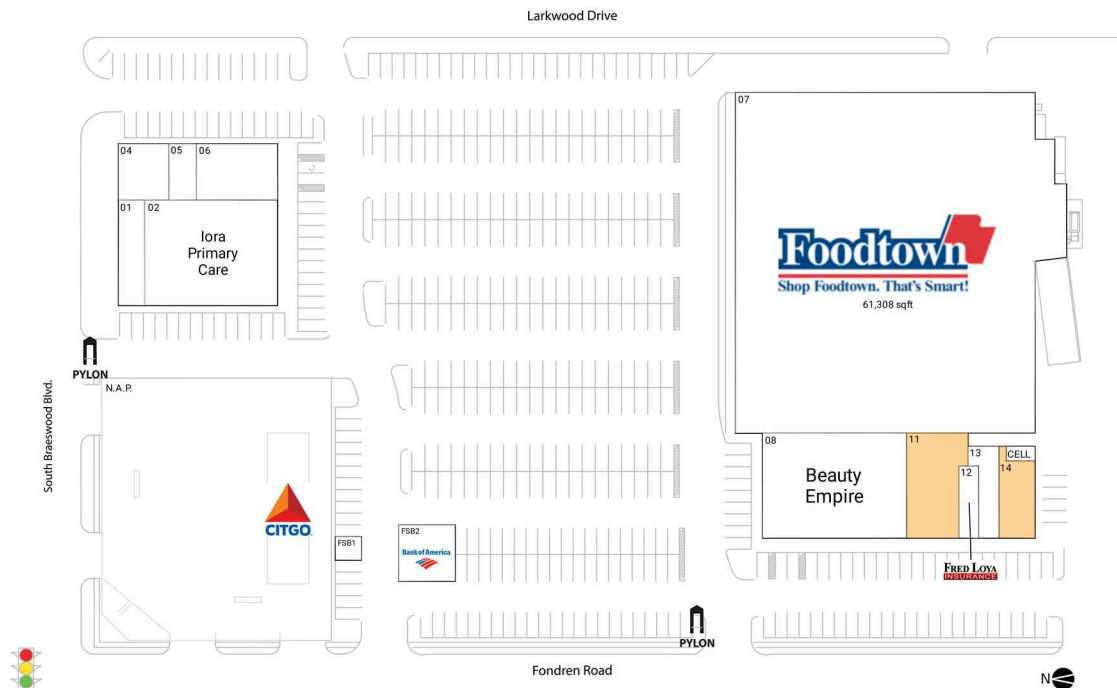 Larkwood Drive
07
04
05
06
01
02
Iora
Primary
Care
Foodtown
Shop Foodtown. That's Smart!
61,308 sqft
PYLON
N.A.P.
South Braeswood Blvd.
CITGO
FSB1
FSB2
Bank of America
08
Beauty
Empire
11
13
CELL
12
14
FRED LOYA
INSURANCE
PYLON
Fondren Road
N